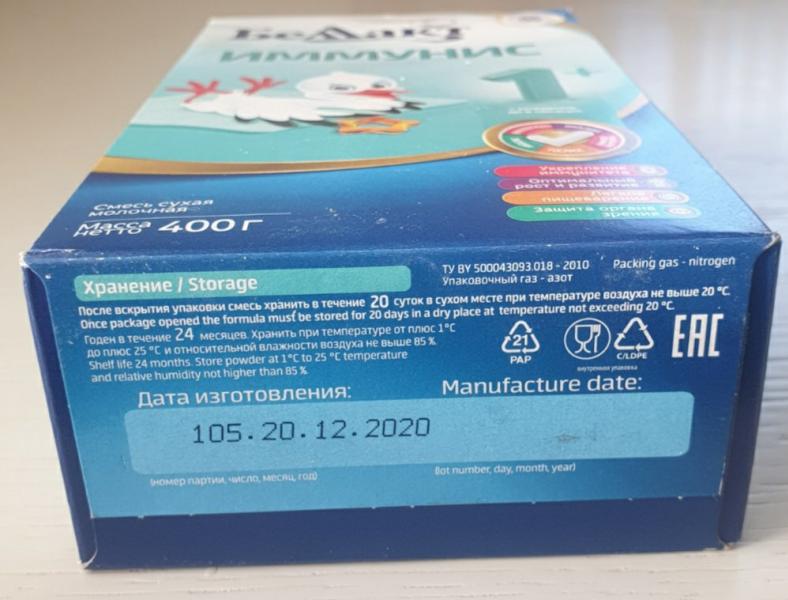 Беллакт
ИММУНИС
1+
Укрепление
иммунитета
Оптимальный
рост и развитие
Легкое
пищеварение
Защита органа
зрения
Смесь сухая
молочная
Масса
нетто 400 г
Хранение / Storage
ТУ BY 500043093.018 - 2010 Packing gas - nitrogen
Упаковочный газ - азот
После вскрытия упаковки смесь хранить в течение 20 суток в сухом месте при температуре воздуха не выше 20 °С.
Once package opened the formula must be stored for 20 days in a dry place at temperature not exceeding 20 °C.
Годен в течение 24 месяцев. Хранить при температуре от плюс 1°С
до плюс 25 °С и относительной влажности воздуха не выше 85 %
Shelf life 24 months. Store powder at 1°C to 25 °C temperature
and relative humidity not higher than 85 %
21
PAP
C/LDPE
внутренняя упаковка
EAC
Дата изготовления: Manufacture date:
105.20.12.2020
(номер партии, число, месяц, год) (lot number, day, month, year)